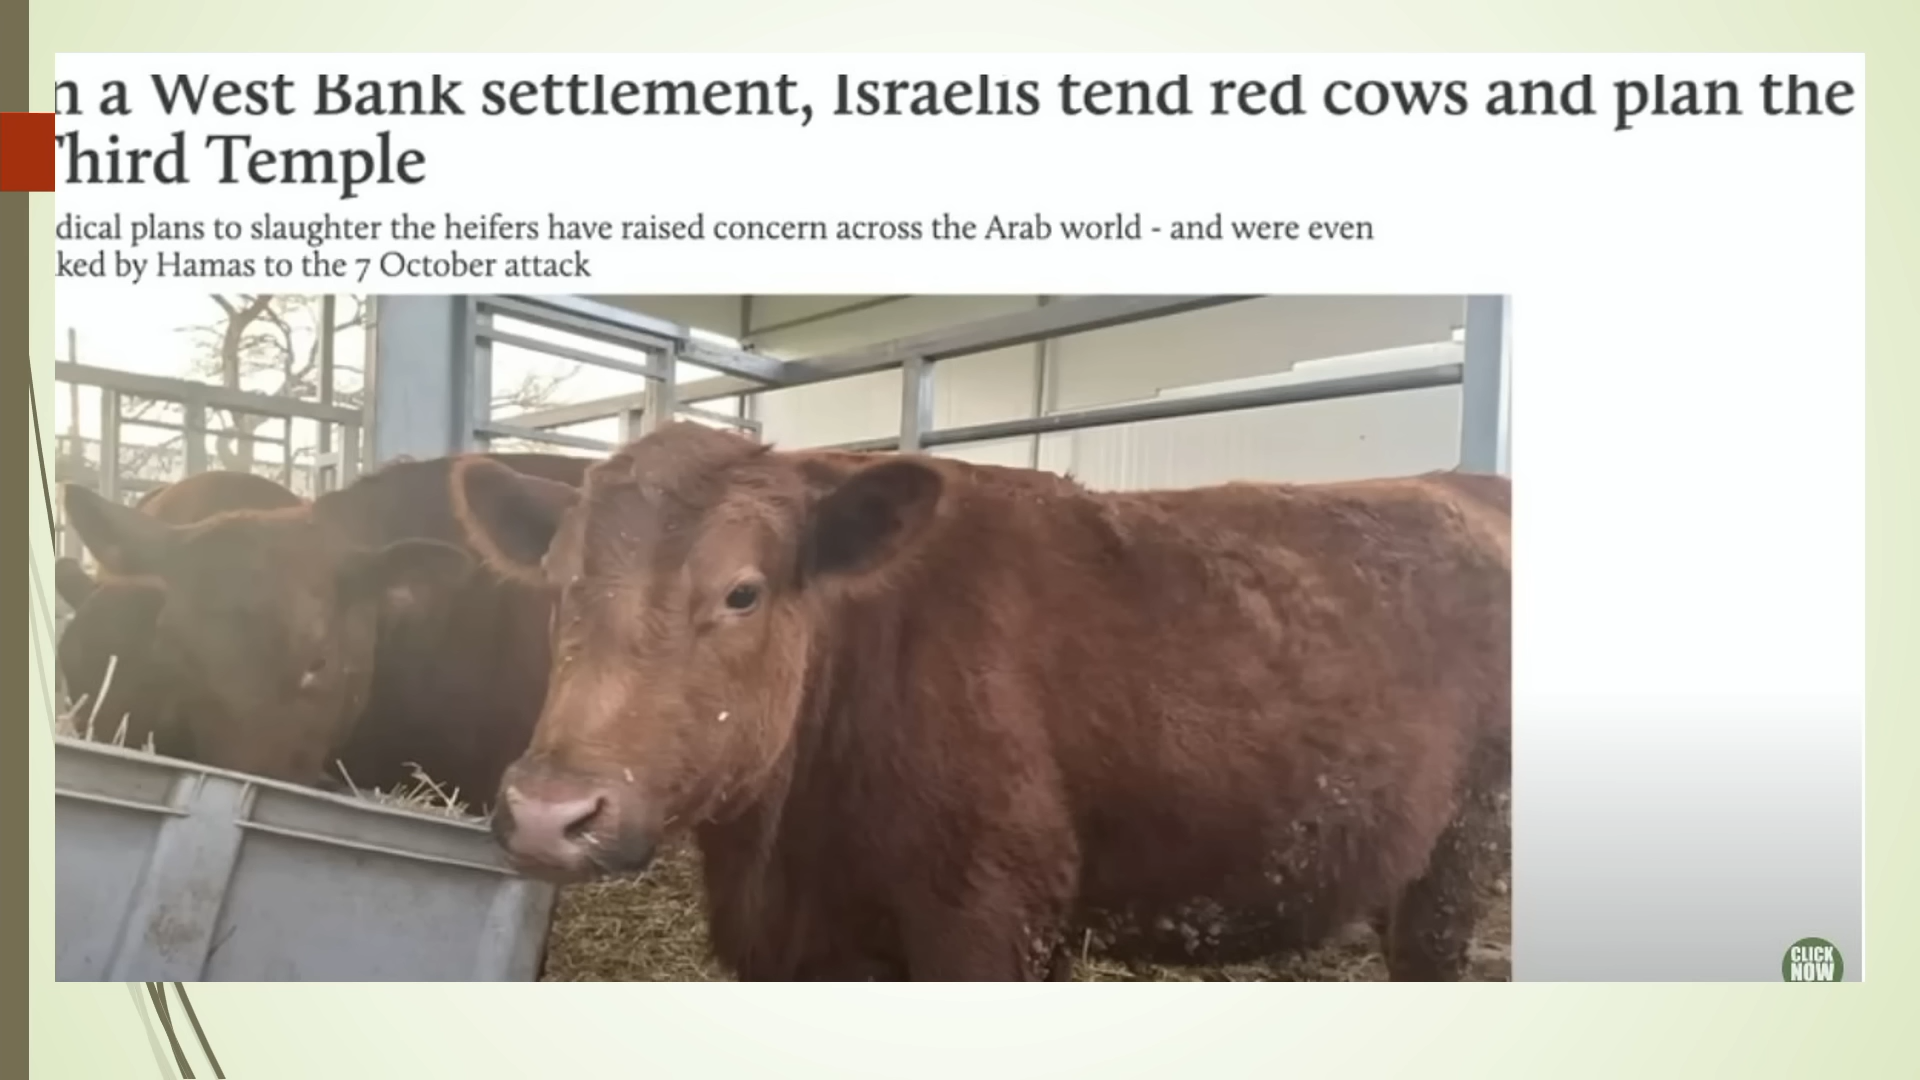 n a West Bank settlement, Israelis tend red cows and plan the
Third Temple
dical plans to slaughter the heifers have raised concern across the Arab world - and were even
ked by Hamas to the 7 October attack
CLICK
NOW